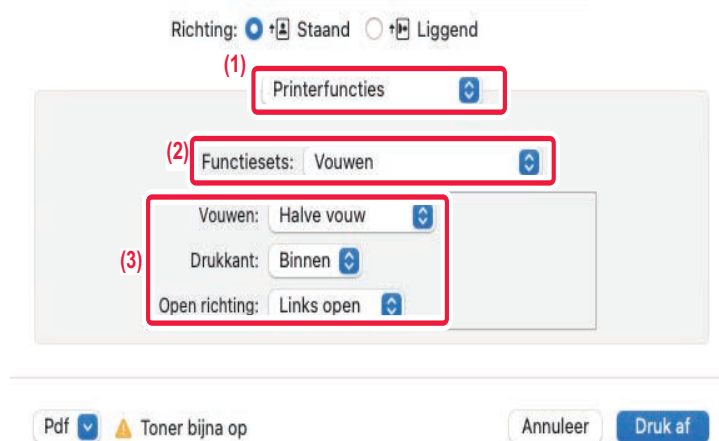 Richting: Staand Liggend
(1)
Printerfuncties
(2) Functiesets: Vouwen
Vouwen: Halve vouw
(3) Drukkant: Binnen
Open richting: Links open
Pdf Toner bijna op Annuleer Druk af